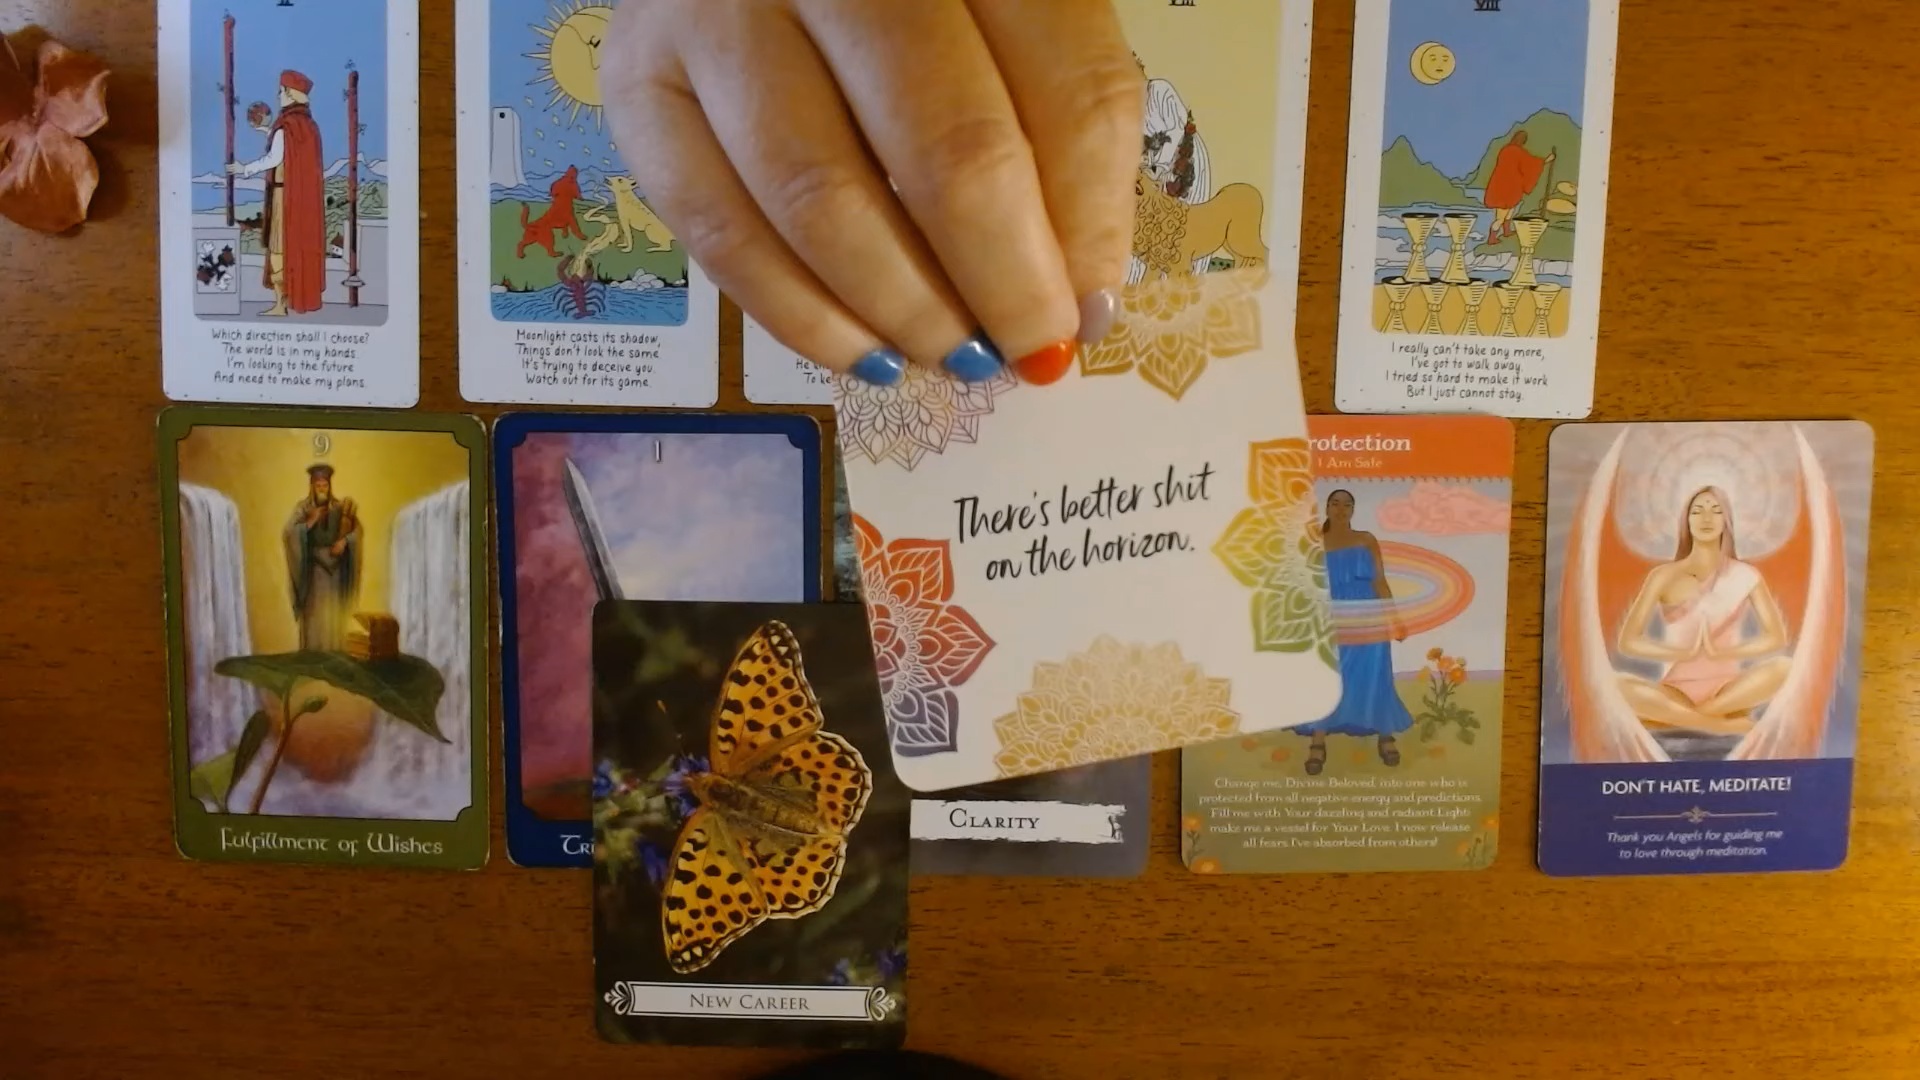 II
VIII
VIII
Which direction shall I choose?
The world is in my hands.
I'm looking to the future
And need to make my plans.
Moonlight casts its shadow,
Things don't look the same
It's trying to deceive you.
Watch out for its game.
To
I really can't take any more,
I've got to walk away.
I tried so hard to make it work
But I just cannot stay.
9
Fulfillment of Wishes
1
There's better shit
on the horizon.
I Am Safe
Change me, Divine Beloved, into one who is
protected from all negative energy and predictions.
Fill me with Your dazzling and radiant Light;
make me a vessel for Your Love. I now release
all fears I've absorbed from others!
DON'T HATE, MEDITATE!
Thank you Angels for guiding me
to love through meditation.
CLARITY
NEW CAREER